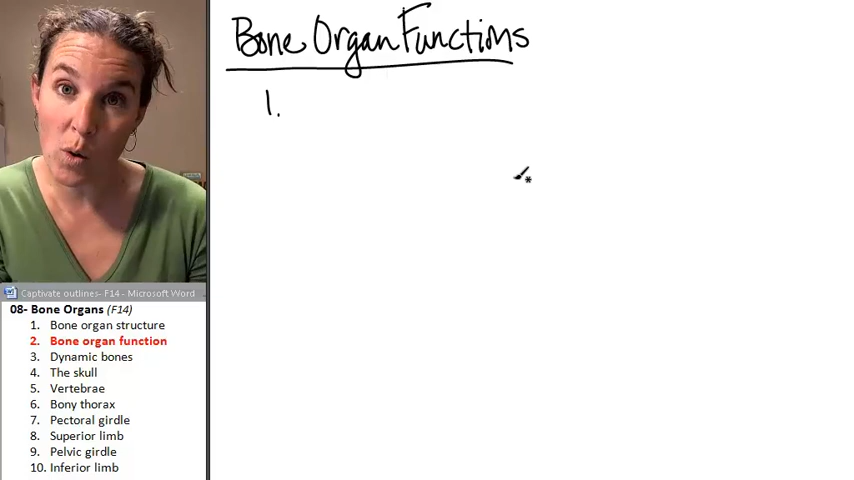 Bone Organ Functions
1.
Captivate outlines- F14 - Microsoft Word
08- Bone Organs (F14)
1. Bone organ structure
2. Bone organ function
3. Dynamic bones
4. The skull
5. Vertebrae
6. Bony thorax
7. Pectoral girdle
8. Superior limb
9. Pelvic girdle
10. Inferior limb